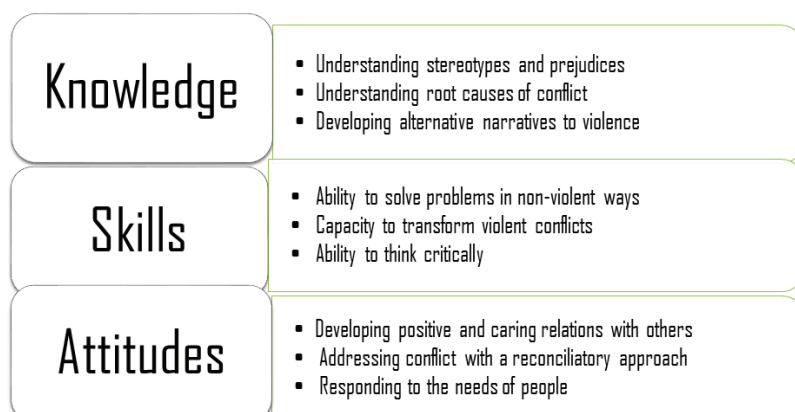 Knowledge
▪ Understanding stereotypes and prejudices
▪ Understanding root causes of conflict
▪ Developing alternative narratives to violence
Skills
▪ Ability to solve problems in non-violent ways
▪ Capacity to transform violent conflicts
▪ Ability to think critically
Attitudes
▪ Developing positive and caring relations with others
▪ Addressing conflict with a reconciliatory approach
▪ Responding to the needs of people